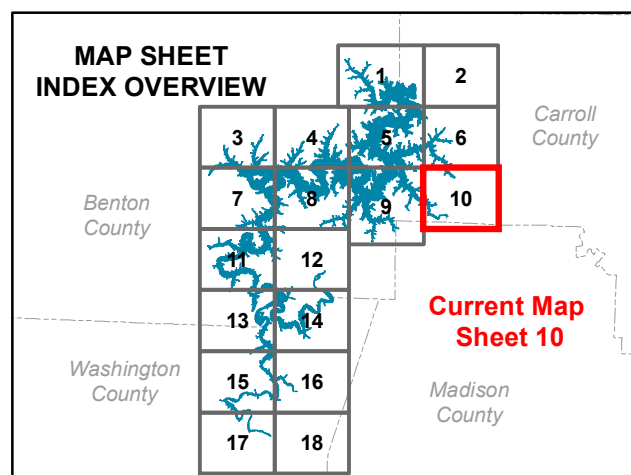 MAP SHEET
INDEX OVERVIEW
1
2
Carroll
County
3
4
5
6
Benton
County
7
8
9
10
11
12
Current Map
Sheet 10
13
14
Washington
County
15
16
Madison
County
17
18